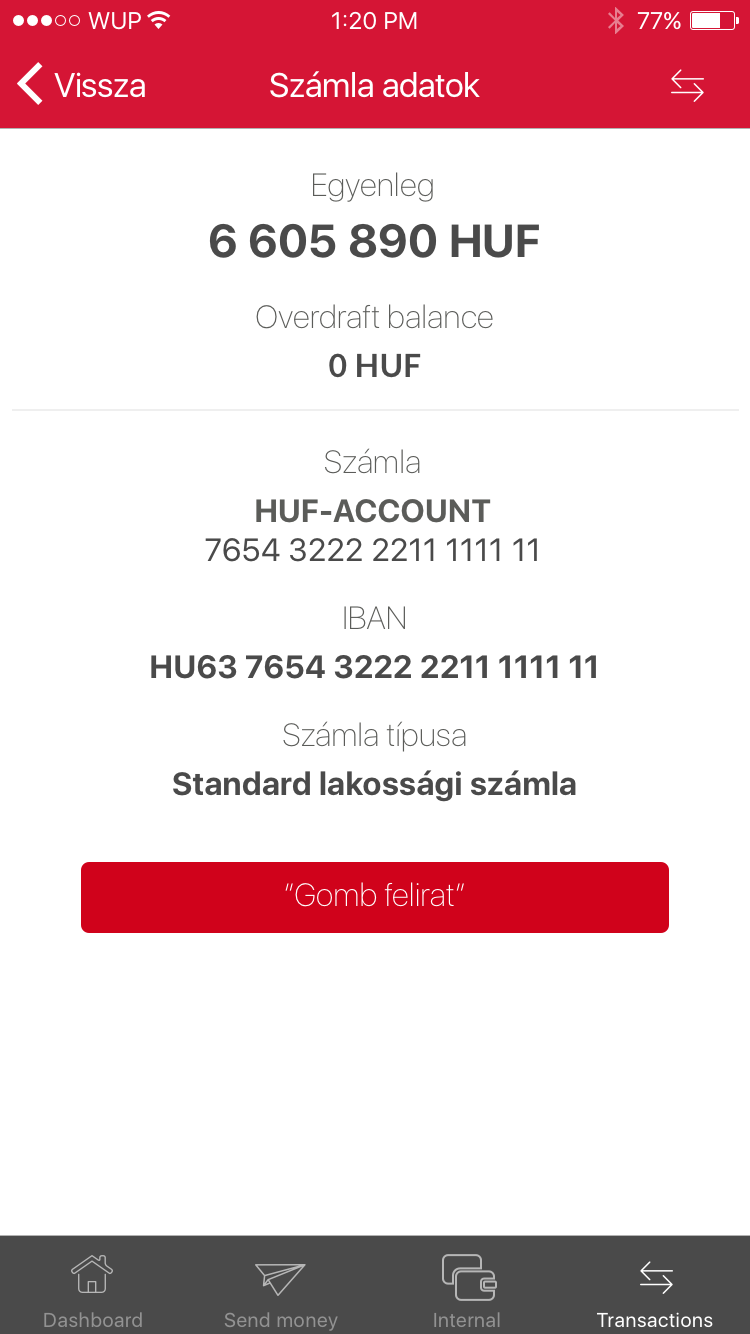 WUP 1:20 PM 77%
Vissza Számla adatok
Egyenleg
6 605 890 HUF
Overdraft balance
0 HUF
Számla
HUF-ACCOUNT
7654 3222 2211 1111 11
IBAN
HU63 7654 3222 2211 1111 11
Számla típusa
Standard lakossági számla
“Gomb felirat”
Dashboard Send money Internal Transactions